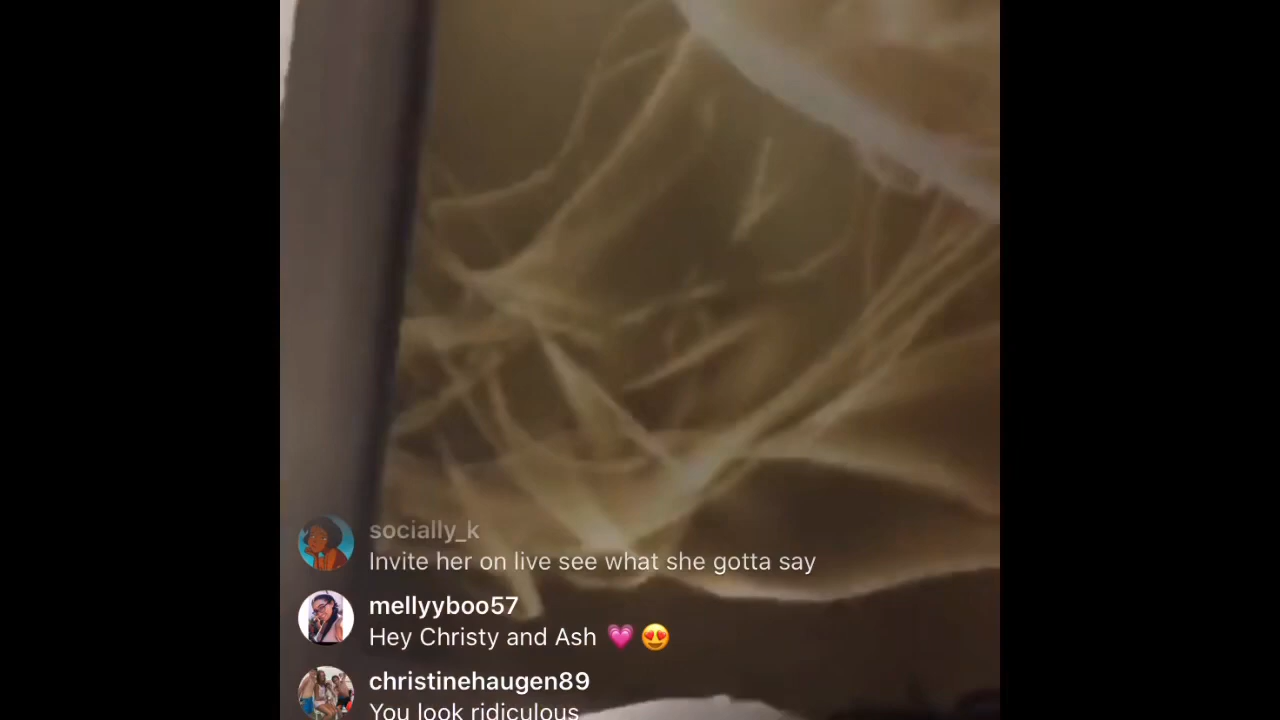 socially_k
Invite her on live see what she gotta say
mellyyboo57
Hey Christy and Ash 💗😍
christinehaugen89
You look ridiculous